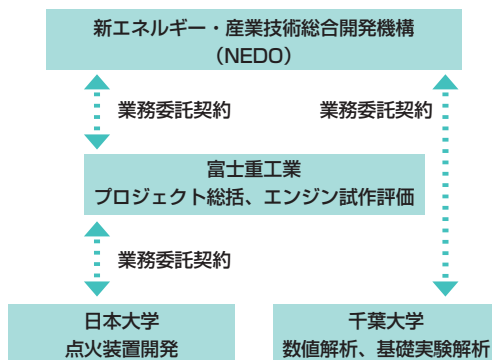 新エネルギー・産業技術総合開発機構
（NEDO）
業務委託契約
業務委託契約
富士重工業
プロジェクト総括、エンジン試作評価
業務委託契約
日本大学
点火装置開発
千葉大学
数値解析、基礎実験解析